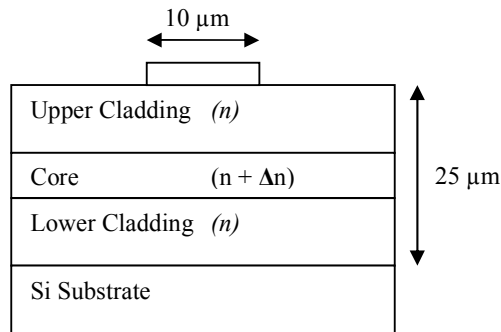 10 µm
Upper Cladding (n)
Core (n + Δn)
25 µm
Lower Cladding (n)
Si Substrate